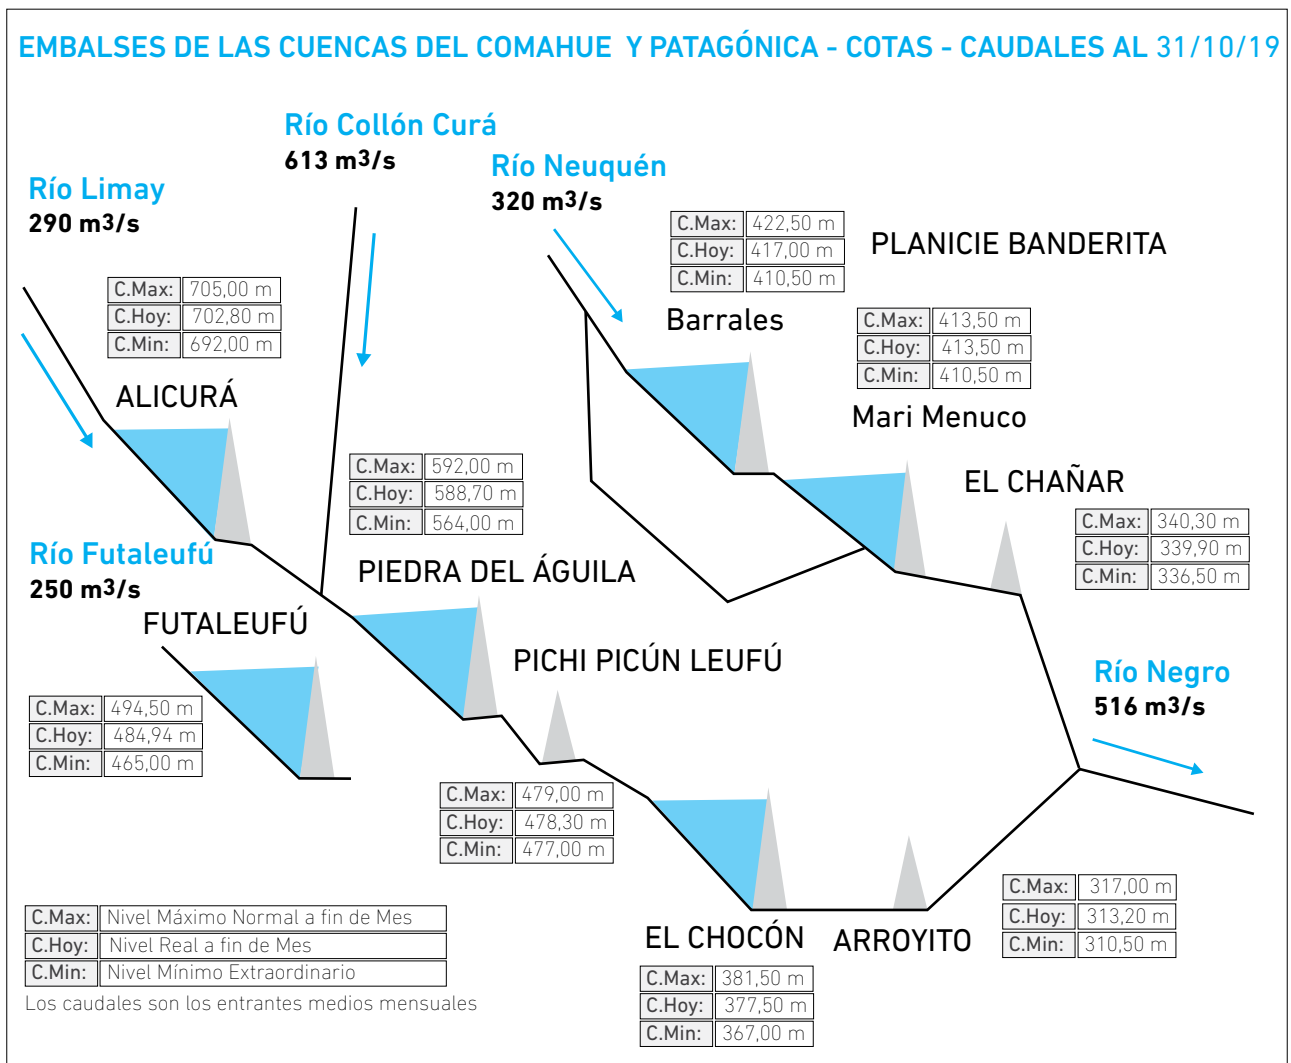 EMBALSES DE LAS CUENCAS DEL COMAHUE Y PATAGÓNICA - COTAS - CAUDALES AL 31/10/19
Río Collón Curá
613 m3/s
Río Neuquén
320 m3/s
Río Limay
290 m3/s
C.Max: 422,50 m
C.Hoy: 417,00 m
C.Min: 410,50 m
PLANICIE BANDERITA
C.Max: 705,00 m
C.Hoy: 702,80 m
C.Min: 692,00 m
Barrales
C.Max: 413,50 m
C.Hoy: 413,50 m
C.Min: 410,50 m
ALICURÁ
Mari Menuco
C.Max: 592,00 m
C.Hoy: 588,70 m
C.Min: 564,00 m
EL CHAÑAR
C.Max: 340,30 m
C.Hoy: 339,90 m
C.Min: 336,50 m
Río Futaleufú
250 m3/s
PIEDRA DEL ÁGUILA
FUTALEUFÚ
PICHI PICÚN LEUFÚ
Río Negro
516 m3/s
C.Max: 494,50 m
C.Hoy: 484,94 m
C.Min: 465,00 m
C.Max: 479,00 m
C.Hoy: 478,30 m
C.Min: 477,00 m
C.Max: 317,00 m
C.Hoy: 313,20 m
C.Min: 310,50 m
C.Max: Nivel Máximo Normal a fin de Mes
C.Hoy: Nivel Real a fin de Mes
C.Min: Nivel Mínimo Extraordinario
Los caudales son los entrantes medios mensuales
EL CHOCÓN
ARROYITO
C.Max: 381,50 m
C.Hoy: 377,50 m
C.Min: 367,00 m